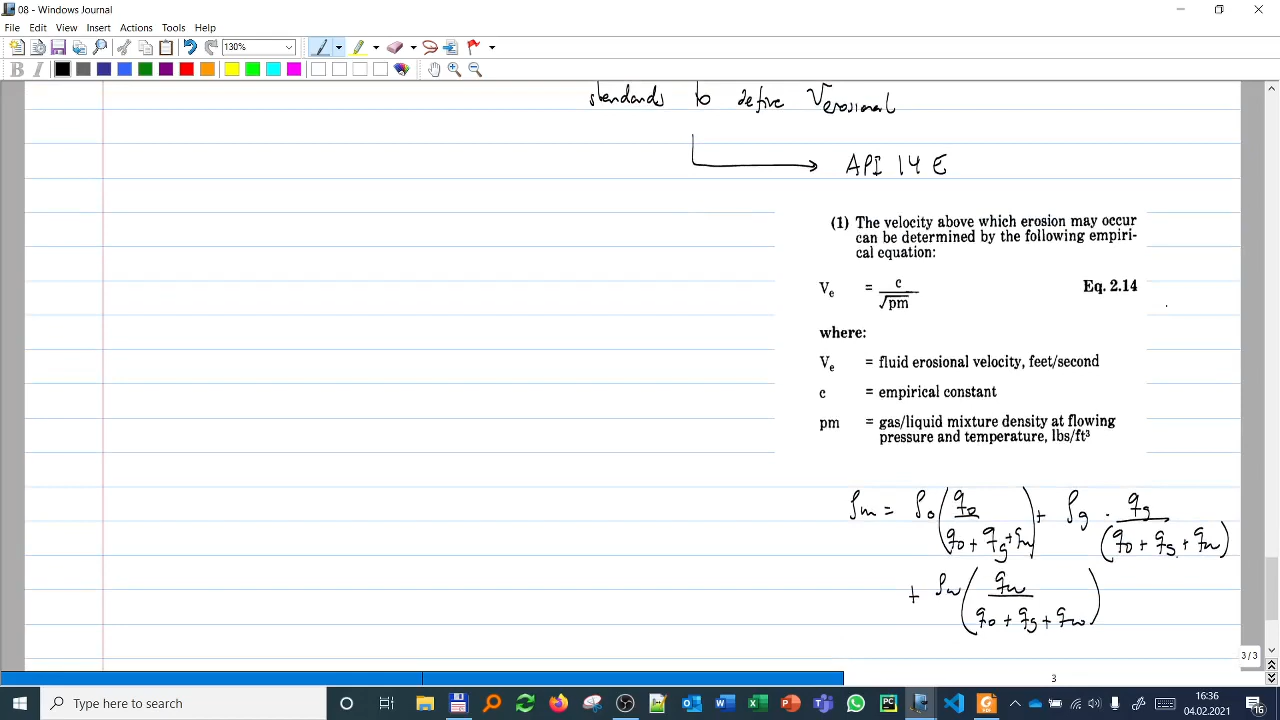 08 - Windows Journal
File Edit View Insert Actions Tools Help
130%
B I
standards to define Verosional
API 14 E
(1) The velocity above which erosion may occur
can be determined by the following empiri-
cal equation:
Ve = c / √pm Eq. 2.14
where:
Ve = fluid erosional velocity, feet/second
c = empirical constant
pm = gas/liquid mixture density at flowing
pressure and temperature, lbs/ft³
ρm = ρo (qo / (qo + qg + qw)) + ρg · qg / (qo + qg + qw)
+ ρw (qw / (qo + qg + qw))
3/3
3
Type here to search
16:36
04.02.2021